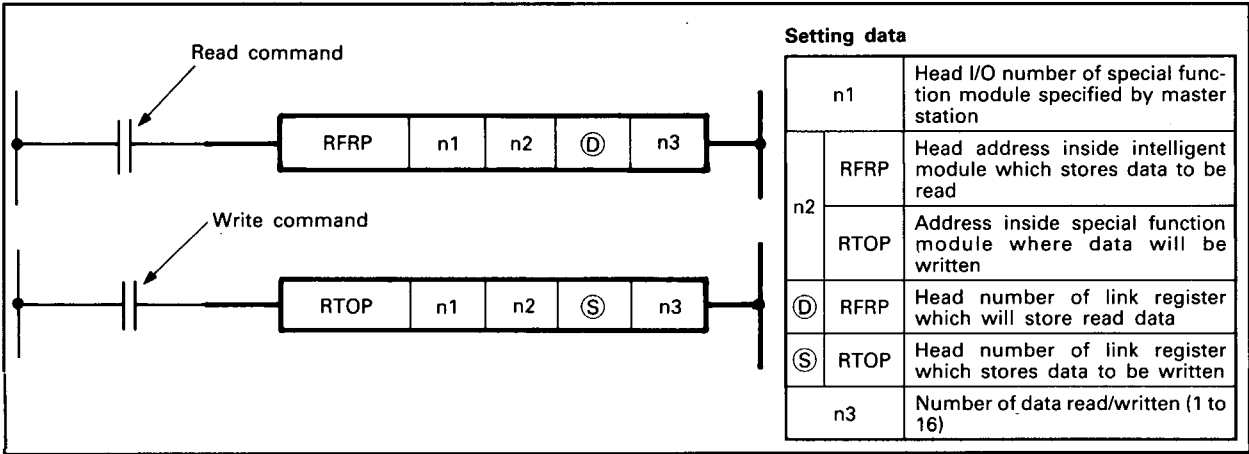 Read command
RFRP n1 n2 Ⓓ n3
Write command
RTOP n1 n2 Ⓢ n3
Setting data
n1
Head I/O number of special func-
tion module specified by master
station
n2
RFRP
Head address inside intelligent
module which stores data to be
read
RTOP
Address inside special function
module where data will be
written
Ⓓ RFRP
Head number of link register
which will store read data
Ⓢ RTOP
Head number of link register
which stores data to be written
n3
Number of data read/written (1 to
16)